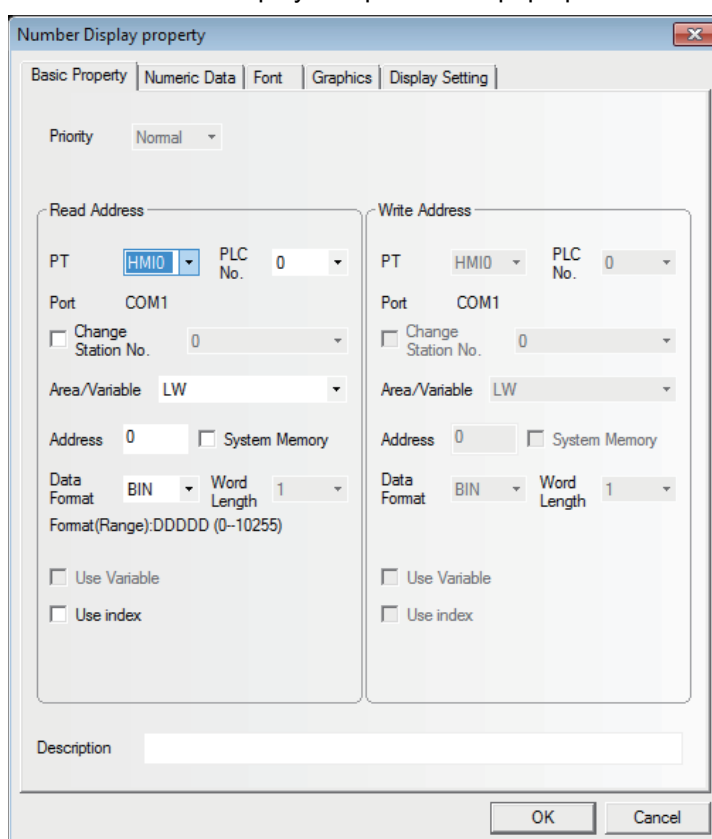 Number Display property
Basic Property Numeric Data Font Graphics Display Setting
Priority Normal
Read Address
PT HMI0 PLC No. 0
Port COM1
Change Station No. 0
Area/Variable LW
Address 0 System Memory
Data Format BIN Word Length 1
Format(Range):DDDDD (0--10255)
Use Variable
Use index
Write Address
PT HMI0 PLC No. 0
Port COM1
Change Station No. 0
Area/Variable LW
Address 0 System Memory
Data Format BIN Word Length 1
Use Variable
Use index
Description
OK Cancel